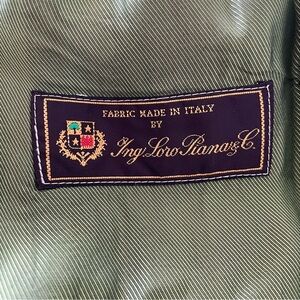 FABRIC MADE IN ITALY
BY
Ing. Loro Piana & C.